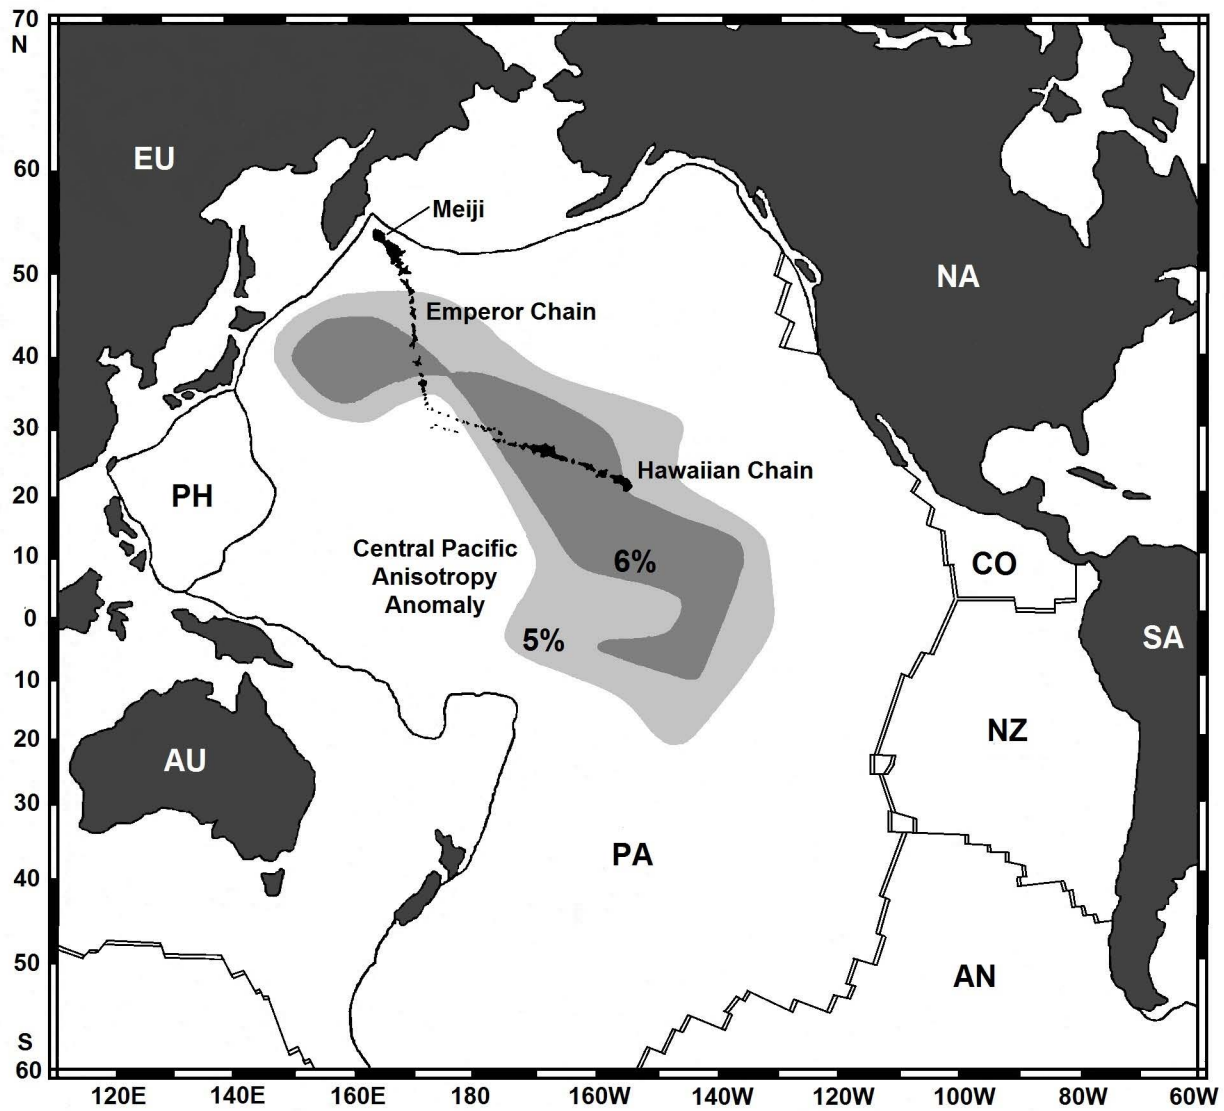 70
N
EU
60
Meiji
NA
50
Emperor Chain
40
30
Hawaiian Chain
20
PH
Central Pacific
Anisotropy
Anomaly
10
6%
CO
0
5%
SA
10
NZ
20
AU
30
PA
40
50
AN
S
60
120E 140E 160E 180 160W 140W 120W 100W 80W 60W